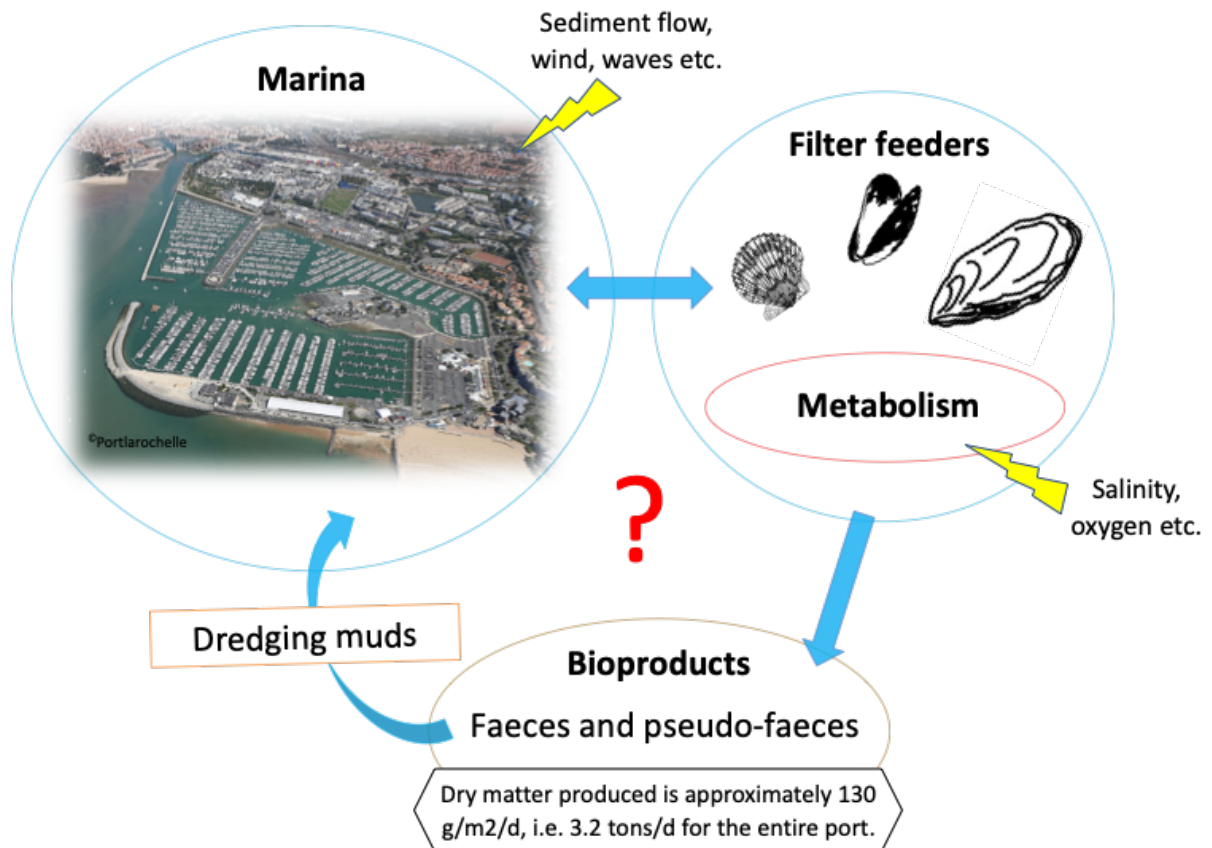 Sediment flow,
wind, waves etc.
Marina
©Portlarochelle
Filter feeders
Metabolism
Salinity,
oxygen etc.
?
Dredging muds
Bioproducts
Faeces and pseudo-faeces
Dry matter produced is approximately 130
g/m2/d, i.e. 3.2 tons/d for the entire port.